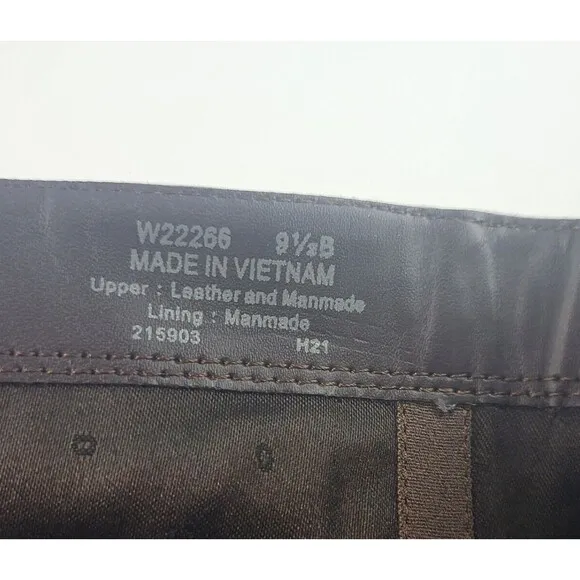 W22266 9½B
MADE IN VIETNAM
Upper : Leather and Manmade
Lining : Manmade
215903 H21